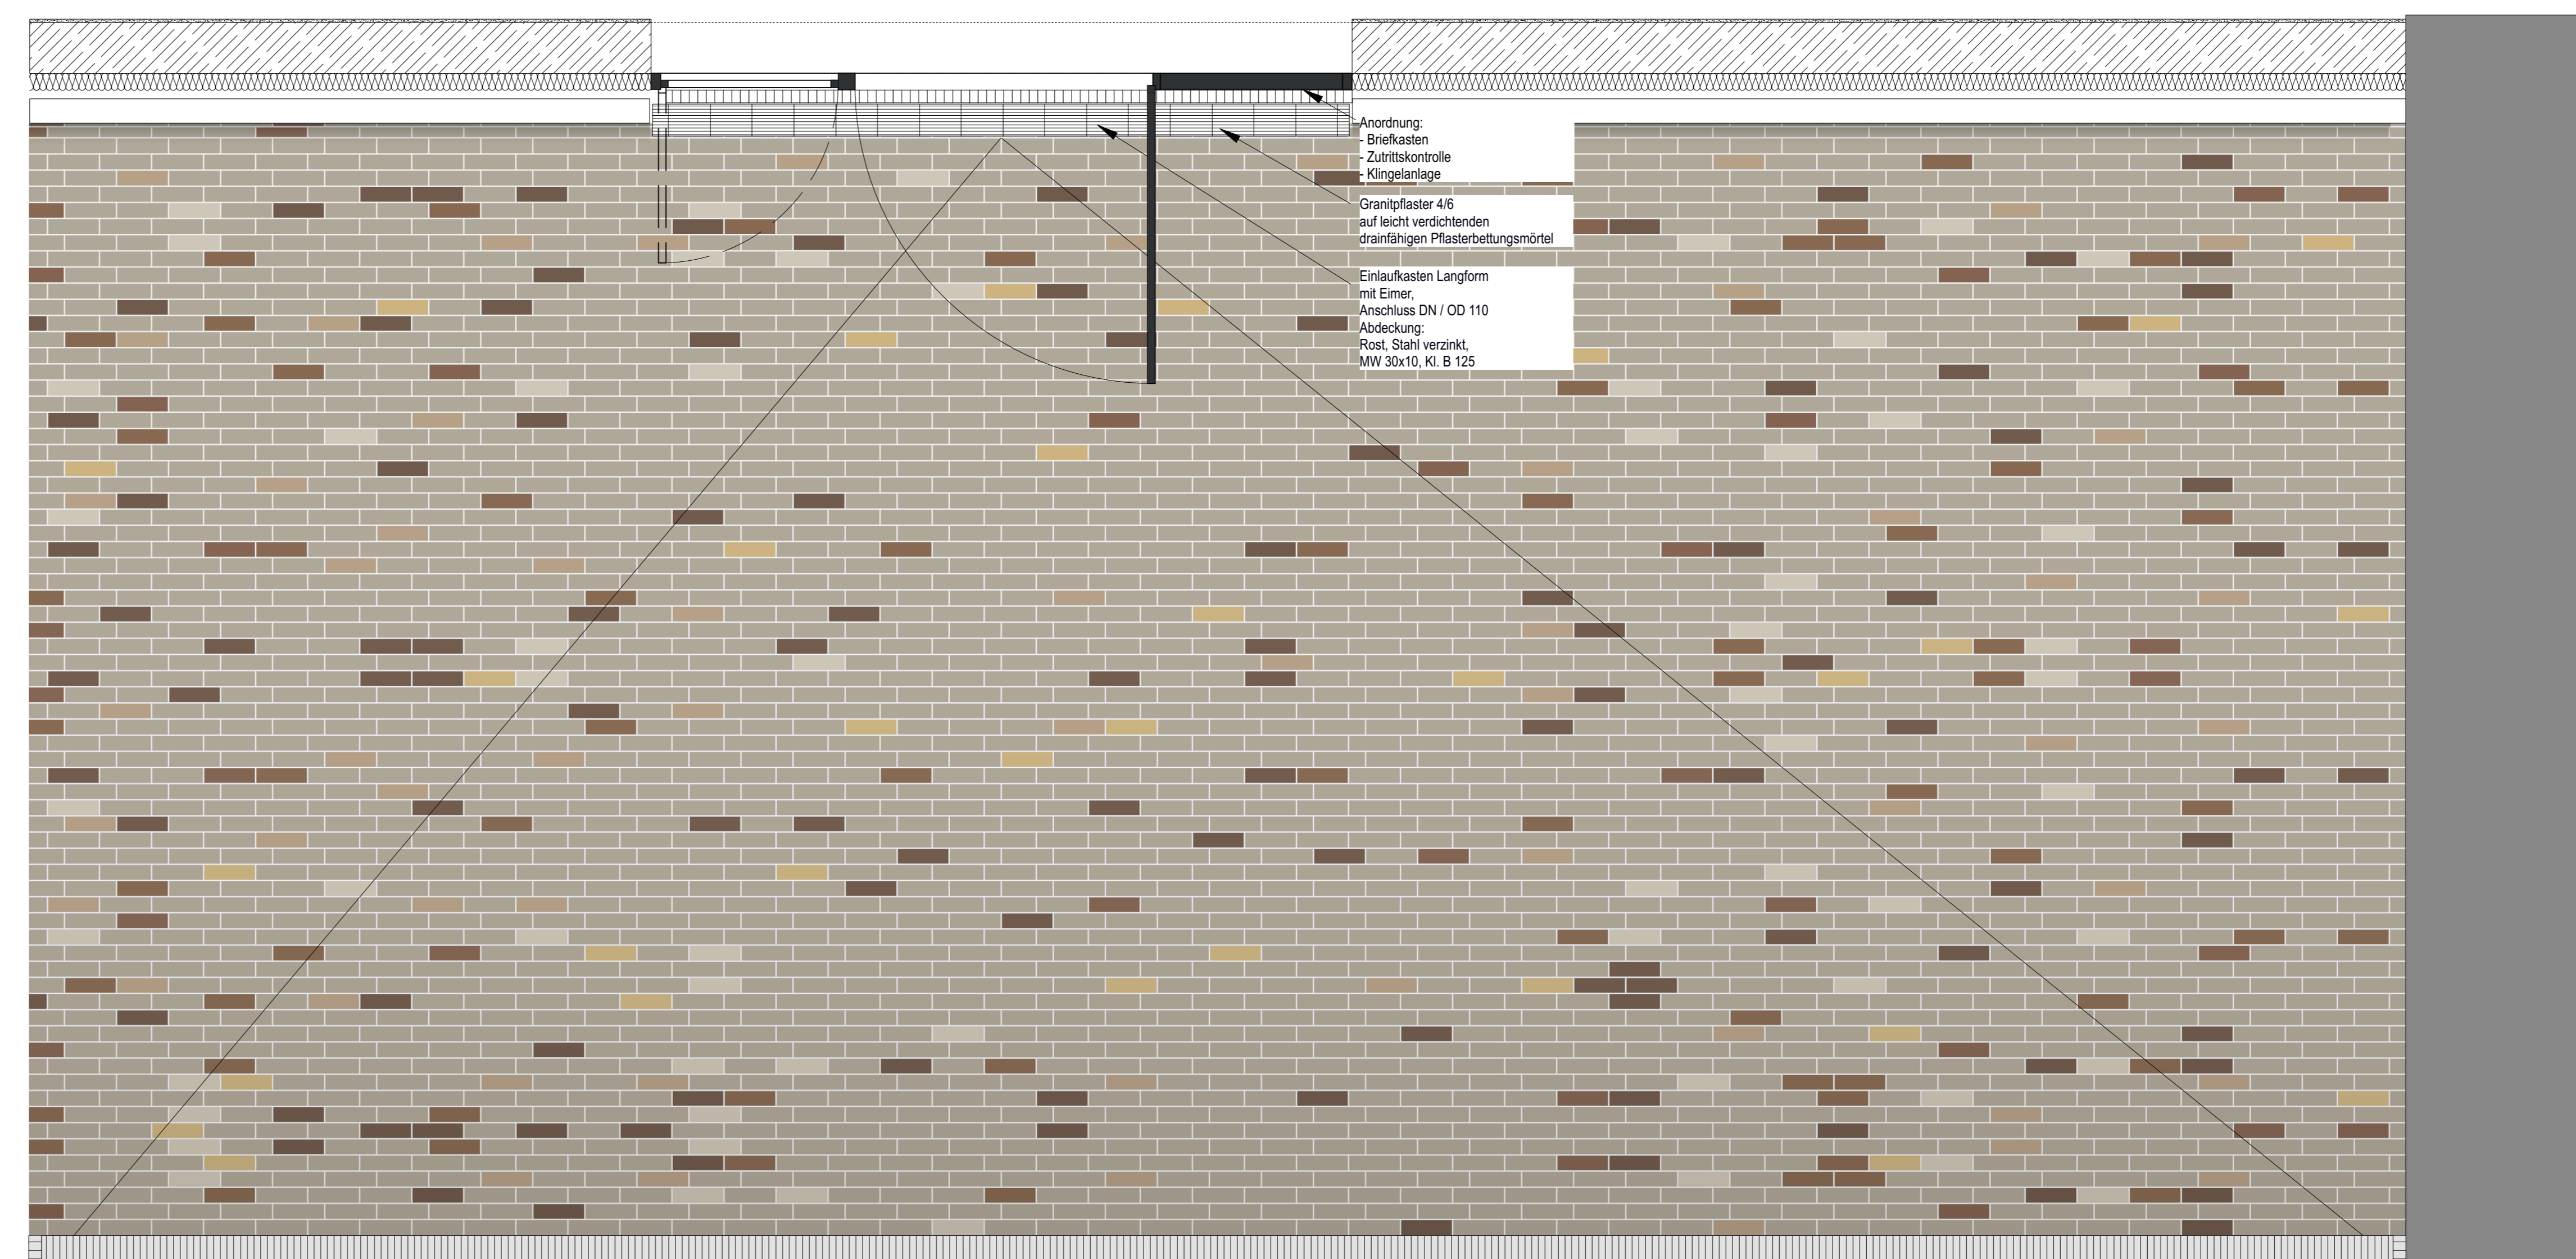 Anordnung:
- Briefkasten
- Zutrittskontrolle
- Klingelanlage
Granitpflaster 4/6
auf leicht verdichtenden
drainfähigen Pflasterbettungsmörtel
Einlaufkasten Langform
mit Eimer,
Anschluss DN / OD 110
Abdeckung:
Rost, Stahl verzinkt,
MW 30x10, Kl. B 125